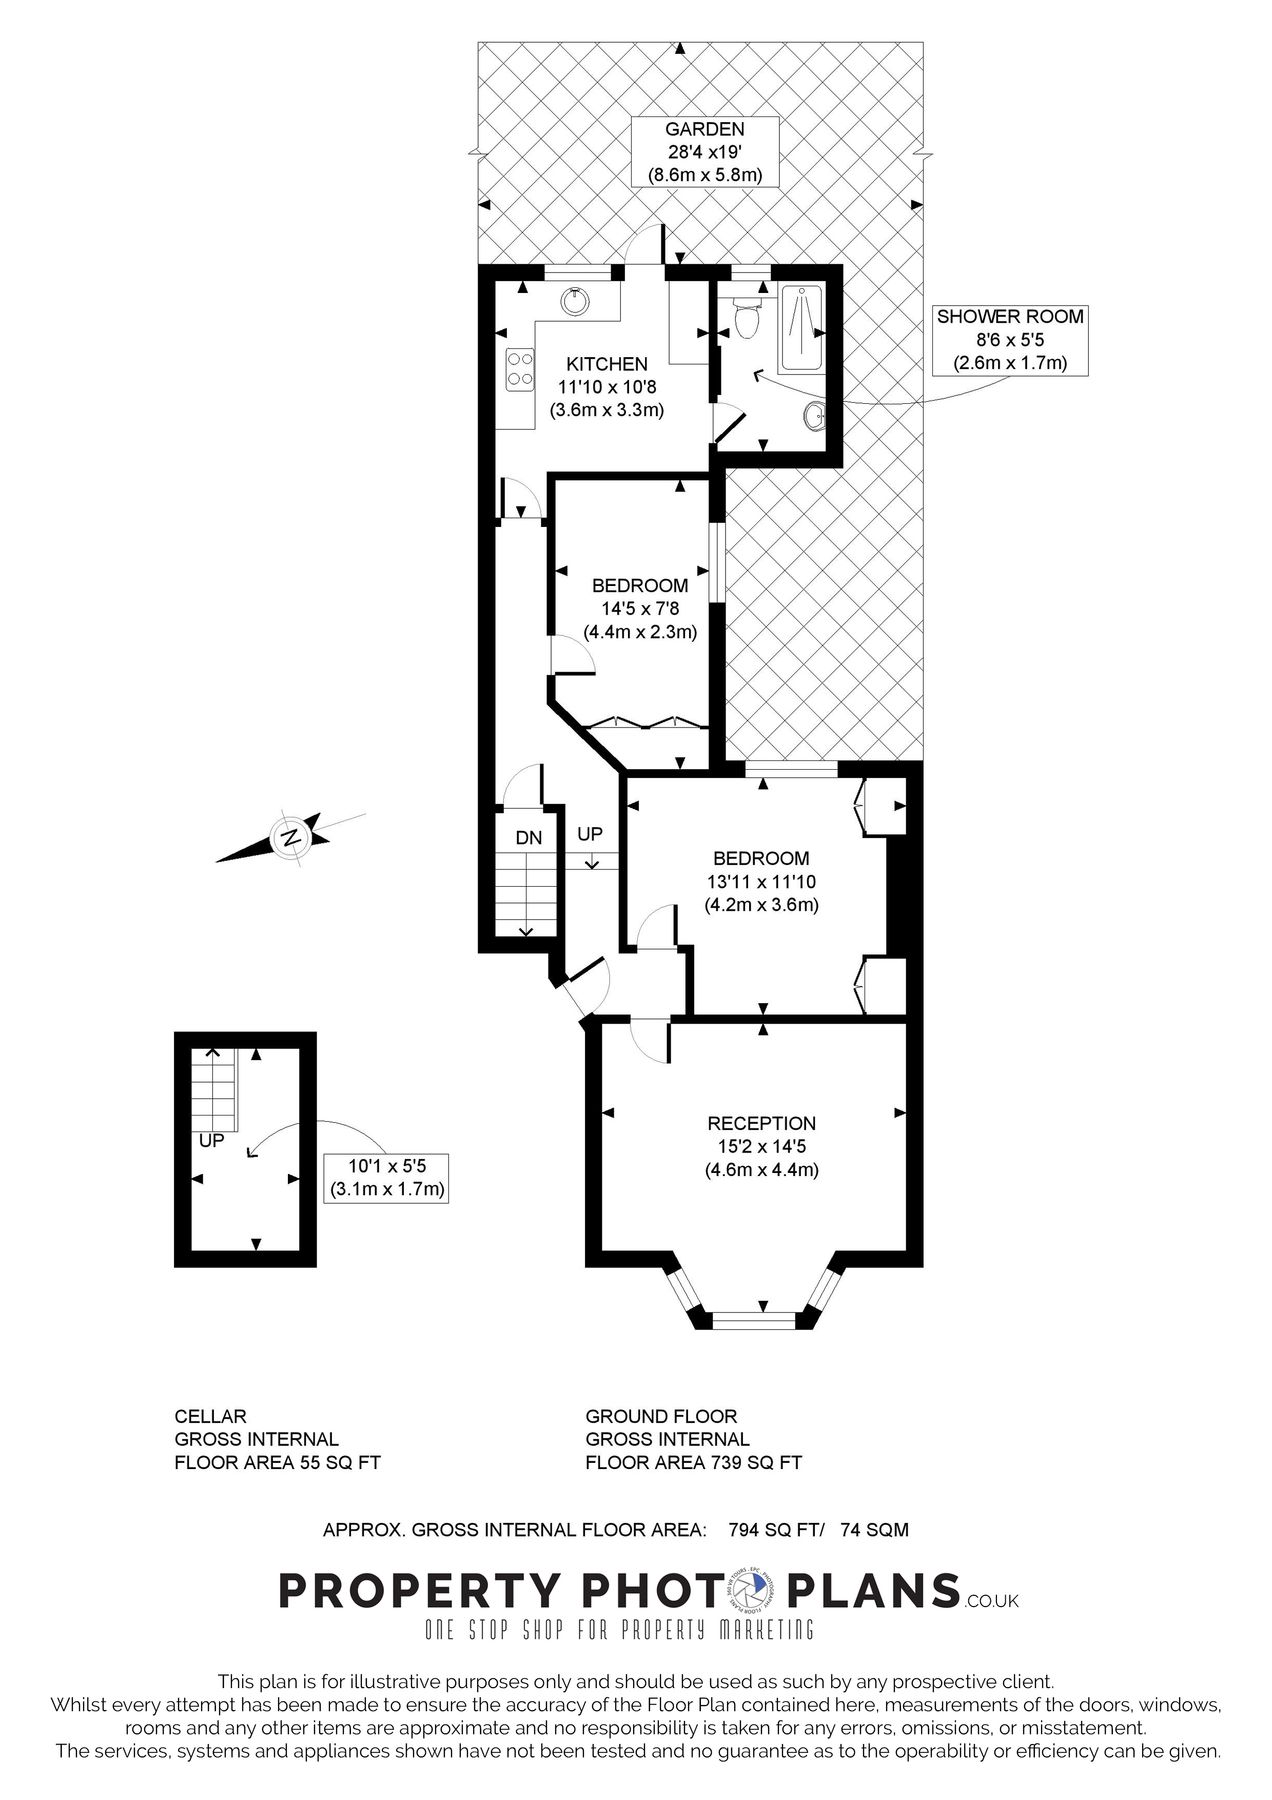 GARDEN
28'4 x19'
(8.6m x 5.8m)
SHOWER ROOM
8'6 x 5'5
(2.6m x 1.7m)
KITCHEN
11'10 x 10'8
(3.6m x 3.3m)
BEDROOM
14'5 x 7'8
(4.4m x 2.3m)
DN
UP
N
BEDROOM
13'11 x 11'10
(4.2m x 3.6m)
RECEPTION
15'2 x 14'5
(4.6m x 4.4m)
UP
10'1 x 5'5
(3.1m x 1.7m)
CELLAR
GROSS INTERNAL
FLOOR AREA 55 SQ FT
GROUND FLOOR
GROSS INTERNAL
FLOOR AREA 739 SQ FT
APPROX. GROSS INTERNAL FLOOR AREA: 794 SQ FT/ 74 SQM
PROPERTY PHOTO PLANS.CO.UK
360 VR TOURS . EPC . PHOTOGRAPHY . FLOOR PLANS
ONE STOP SHOP FOR PROPERTY MARKETING
This plan is for illustrative purposes only and should be used as such by any prospective client.
Whilst every attempt has been made to ensure the accuracy of the Floor Plan contained here, measurements of the doors, windows,
rooms and any other items are approximate and no responsibility is taken for any errors, omissions, or misstatement.
The services, systems and appliances shown have not been tested and no guarantee as to the operability or efficiency can be given.